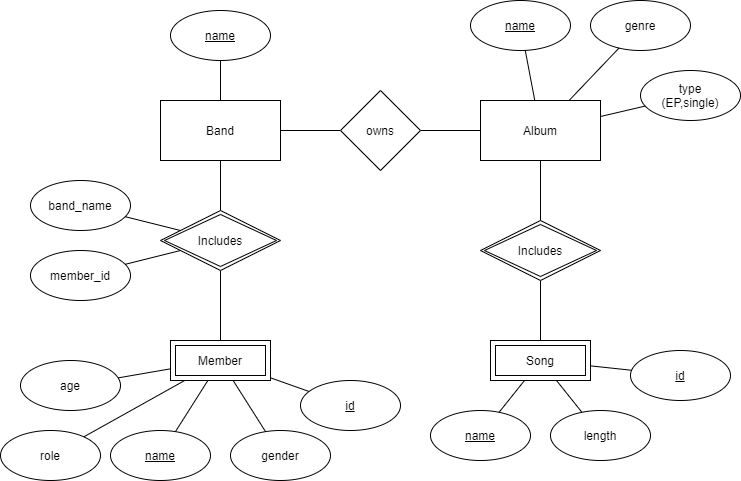 name
name
genre
type
(EP,single)
Band
owns
Album
band_name
Includes
Includes
member_id
Member
Song
age
id
id
role
name
gender
name
length